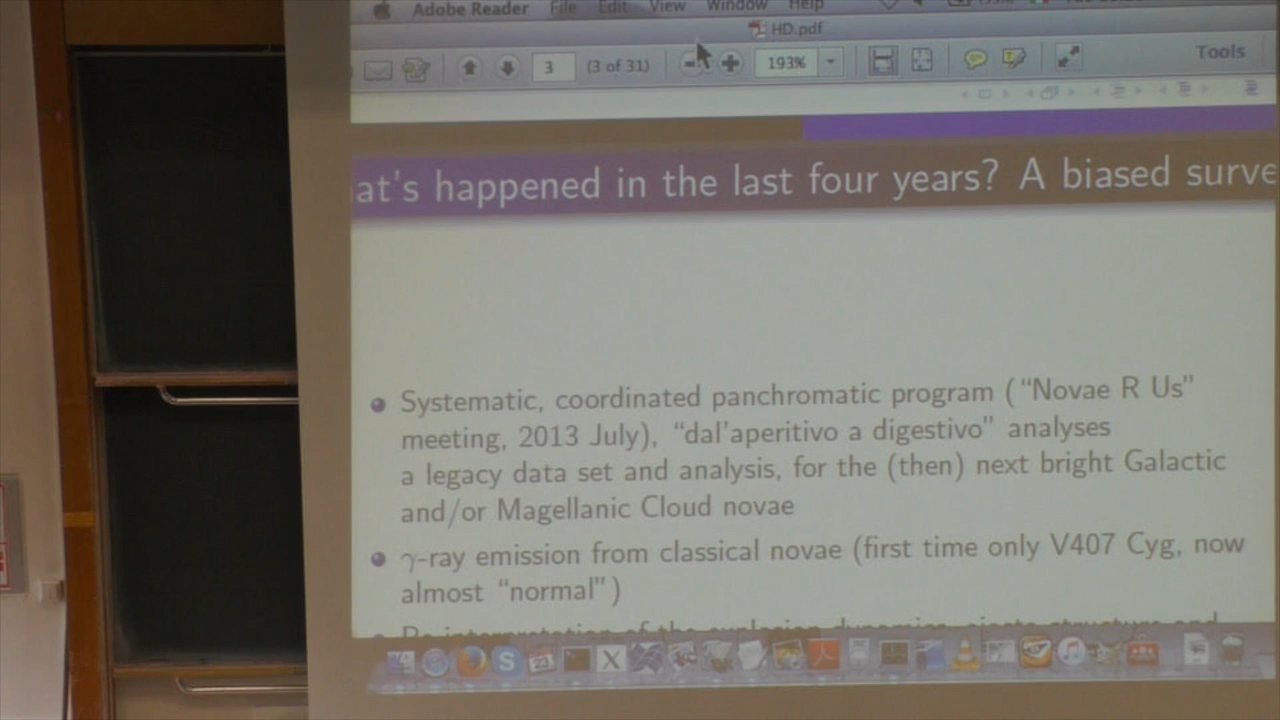 Adobe Reader File Edit View Window Help
HD.pdf
3 (3 of 31) 193% Tools
at's happened in the last four years? A biased surve
Systematic, coordinated panchromatic program ("Novae R Us"
meeting, 2013 July), "dal'aperitivo a digestivo" analyses
a legacy data set and analysis, for the (then) next bright Galactic
and/or Magellanic Cloud novae
γ-ray emission from classical novae (first time only V407 Cyg, now
almost "normal")
23